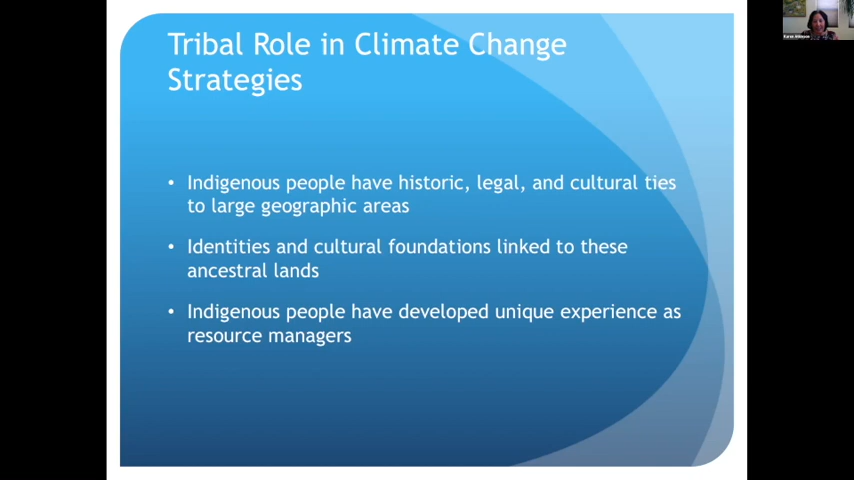 Tribal Role in Climate Change
Strategies
• Indigenous people have historic, legal, and cultural ties
to large geographic areas
• Identities and cultural foundations linked to these
ancestral lands
• Indigenous people have developed unique experience as
resource managers